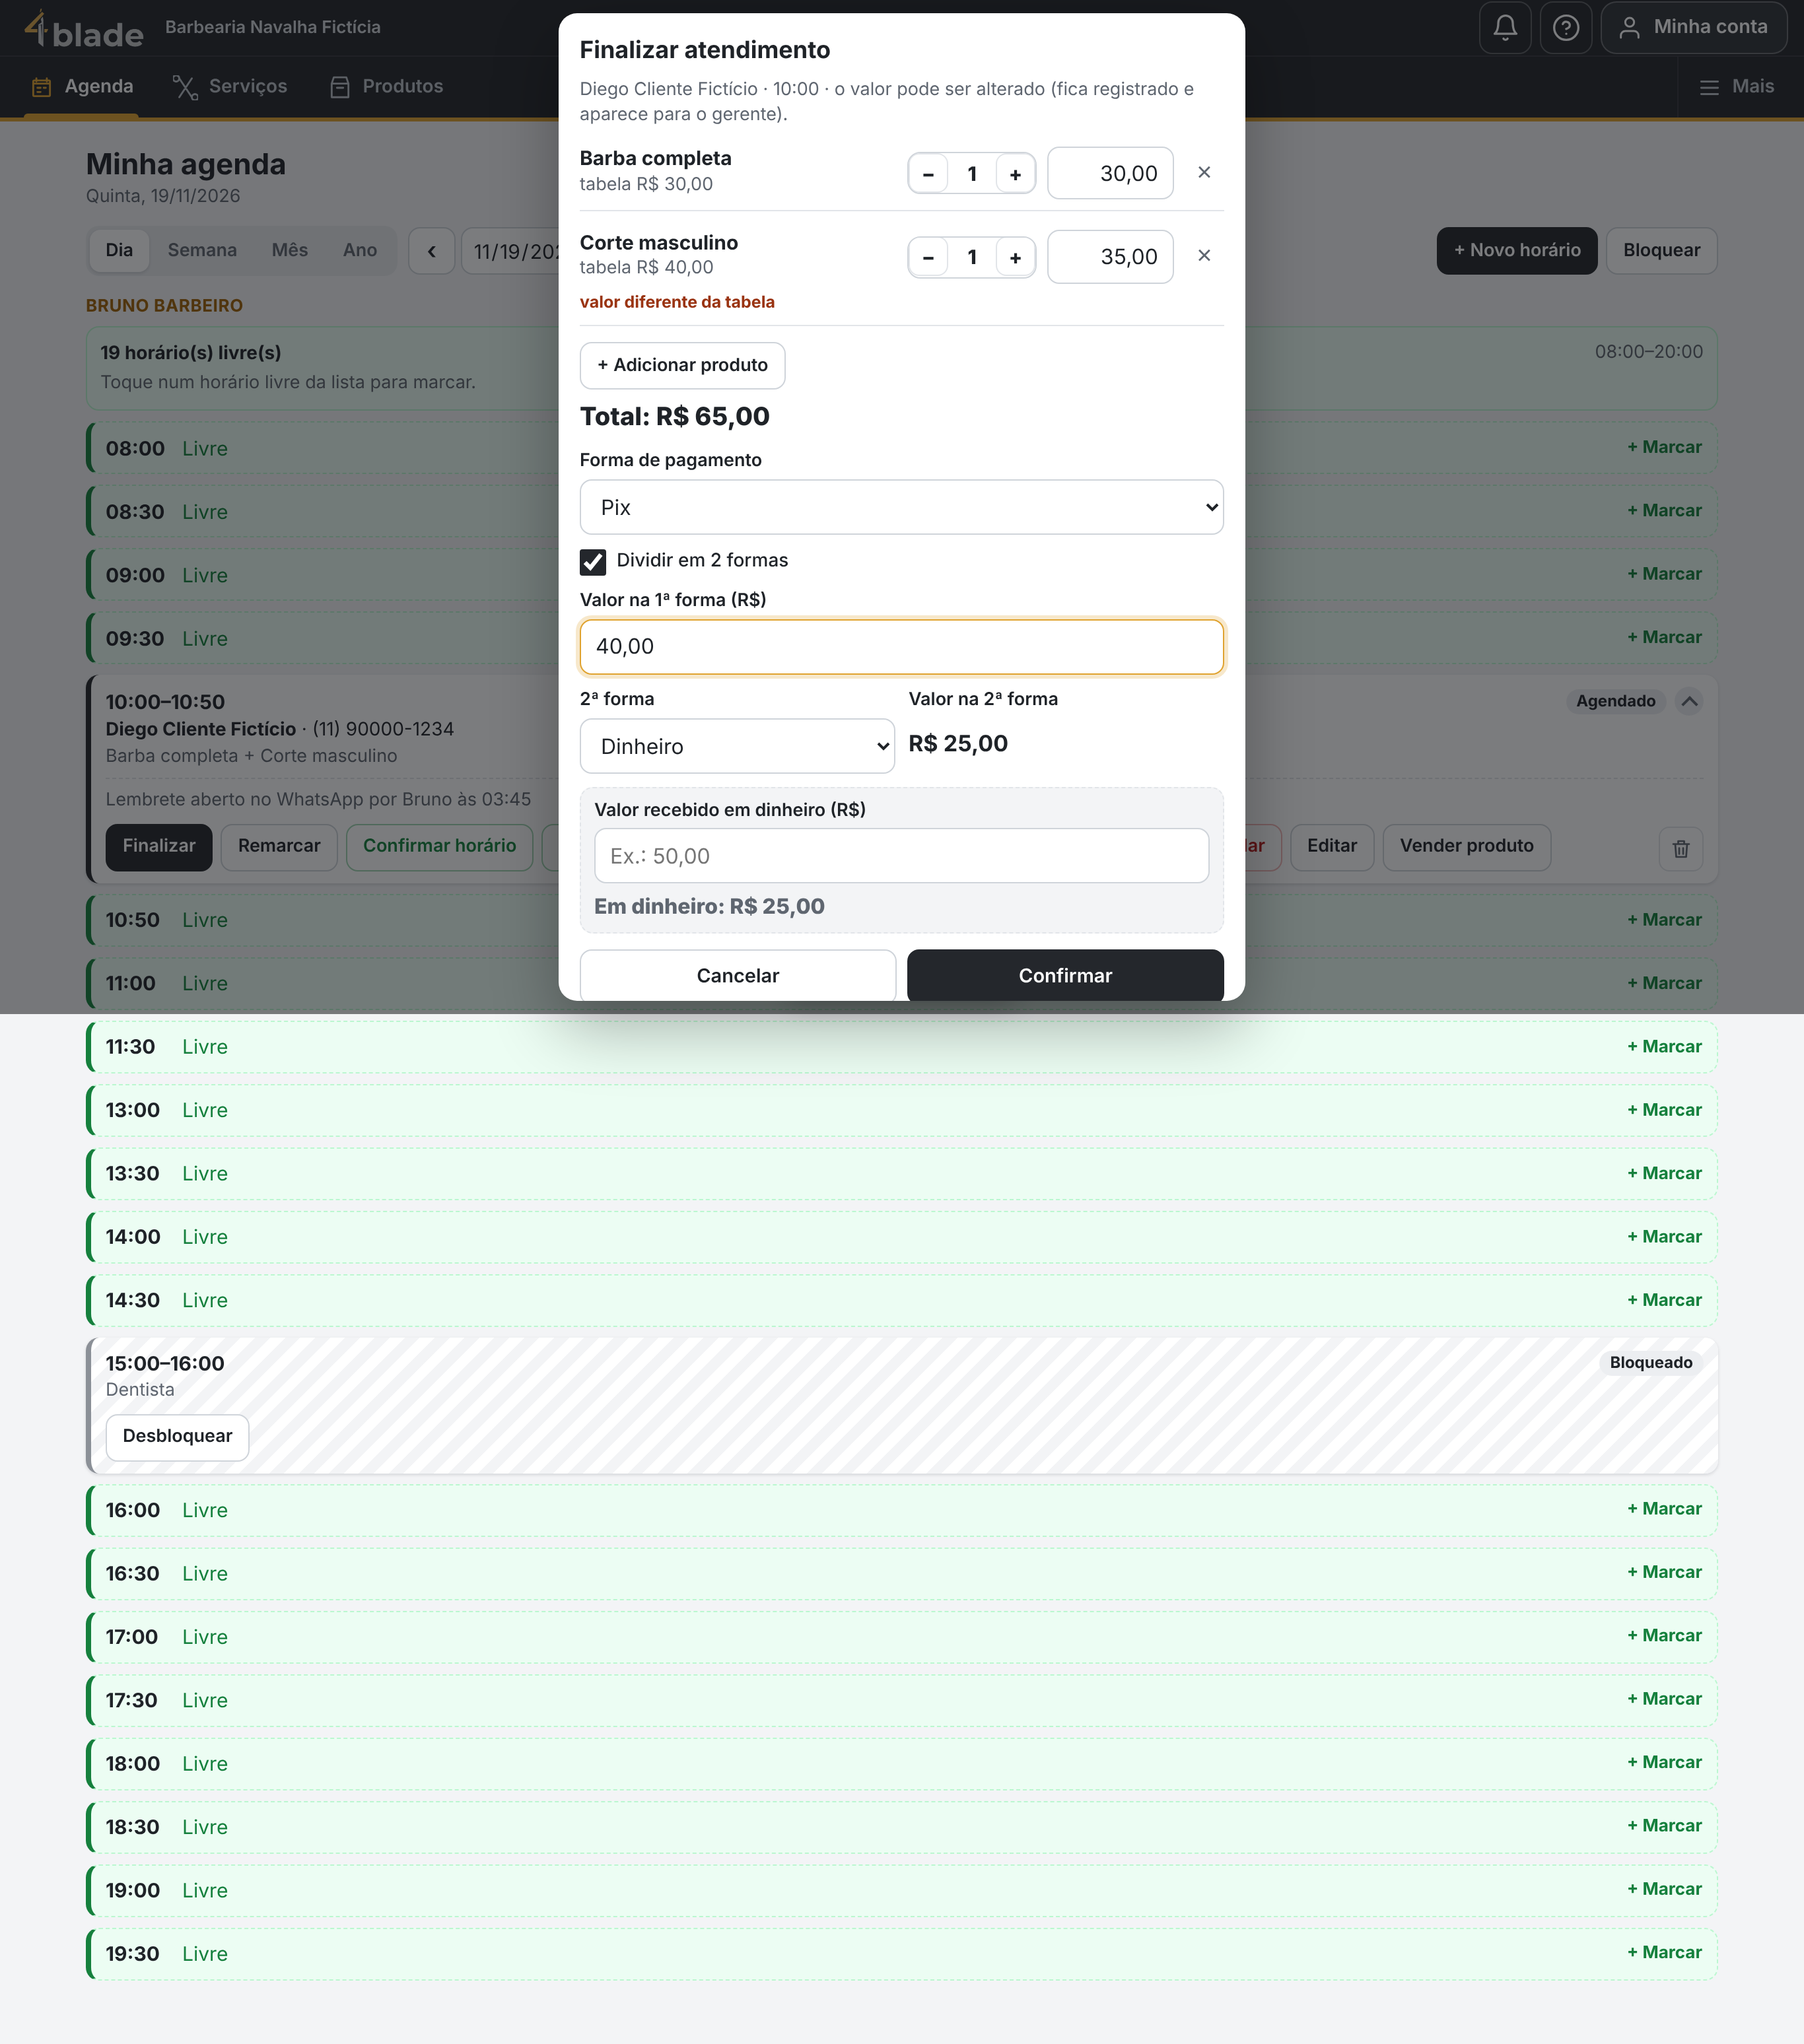 4blade
Barbearia Navalha Fictícia
Minha conta
Agenda
Serviços
Produtos
Mais
Minha agenda
Quinta, 19/11/2026
Dia
Semana
Mês
Ano
+ Novo horário
Bloquear
BRUNO BARBEIRO
19 horário(s) livre(s)
08:00–20:00
Toque num horário livre da lista para marcar.
08:00 Livre + Marcar
08:30 Livre + Marcar
09:00 Livre + Marcar
09:30 Livre + Marcar
10:00–10:50
Agendado
Diego Cliente Fictício · (11) 90000-1234
Barba completa + Corte masculino
Lembrete aberto no WhatsApp por Bruno às 03:45
Finalizar
Remarcar
Confirmar horário
Editar
Vender produto
10:50 Livre + Marcar
11:00 Livre + Marcar
Finalizar atendimento
Diego Cliente Fictício · 10:00 · o valor pode ser alterado (fica registrado e
aparece para o gerente).
Barba completa
tabela R$ 30,00
− 1 + 30,00 ×
Corte masculino
tabela R$ 40,00
− 1 + 35,00 ×
valor diferente da tabela
+ Adicionar produto
Total: R$ 65,00
Forma de pagamento
Pix
Dividir em 2 formas
Valor na 1ª forma (R$)
40,00
2ª forma
Valor na 2ª forma
Dinheiro
R$ 25,00
Valor recebido em dinheiro (R$)
Ex.: 50,00
Em dinheiro: R$ 25,00
Cancelar
Confirmar
11:30 Livre + Marcar
13:00 Livre + Marcar
13:30 Livre + Marcar
14:00 Livre + Marcar
14:30 Livre + Marcar
15:00–16:00
Bloqueado
Dentista
Desbloquear
16:00 Livre + Marcar
16:30 Livre + Marcar
17:00 Livre + Marcar
17:30 Livre + Marcar
18:00 Livre + Marcar
18:30 Livre + Marcar
19:00 Livre + Marcar
19:30 Livre + Marcar